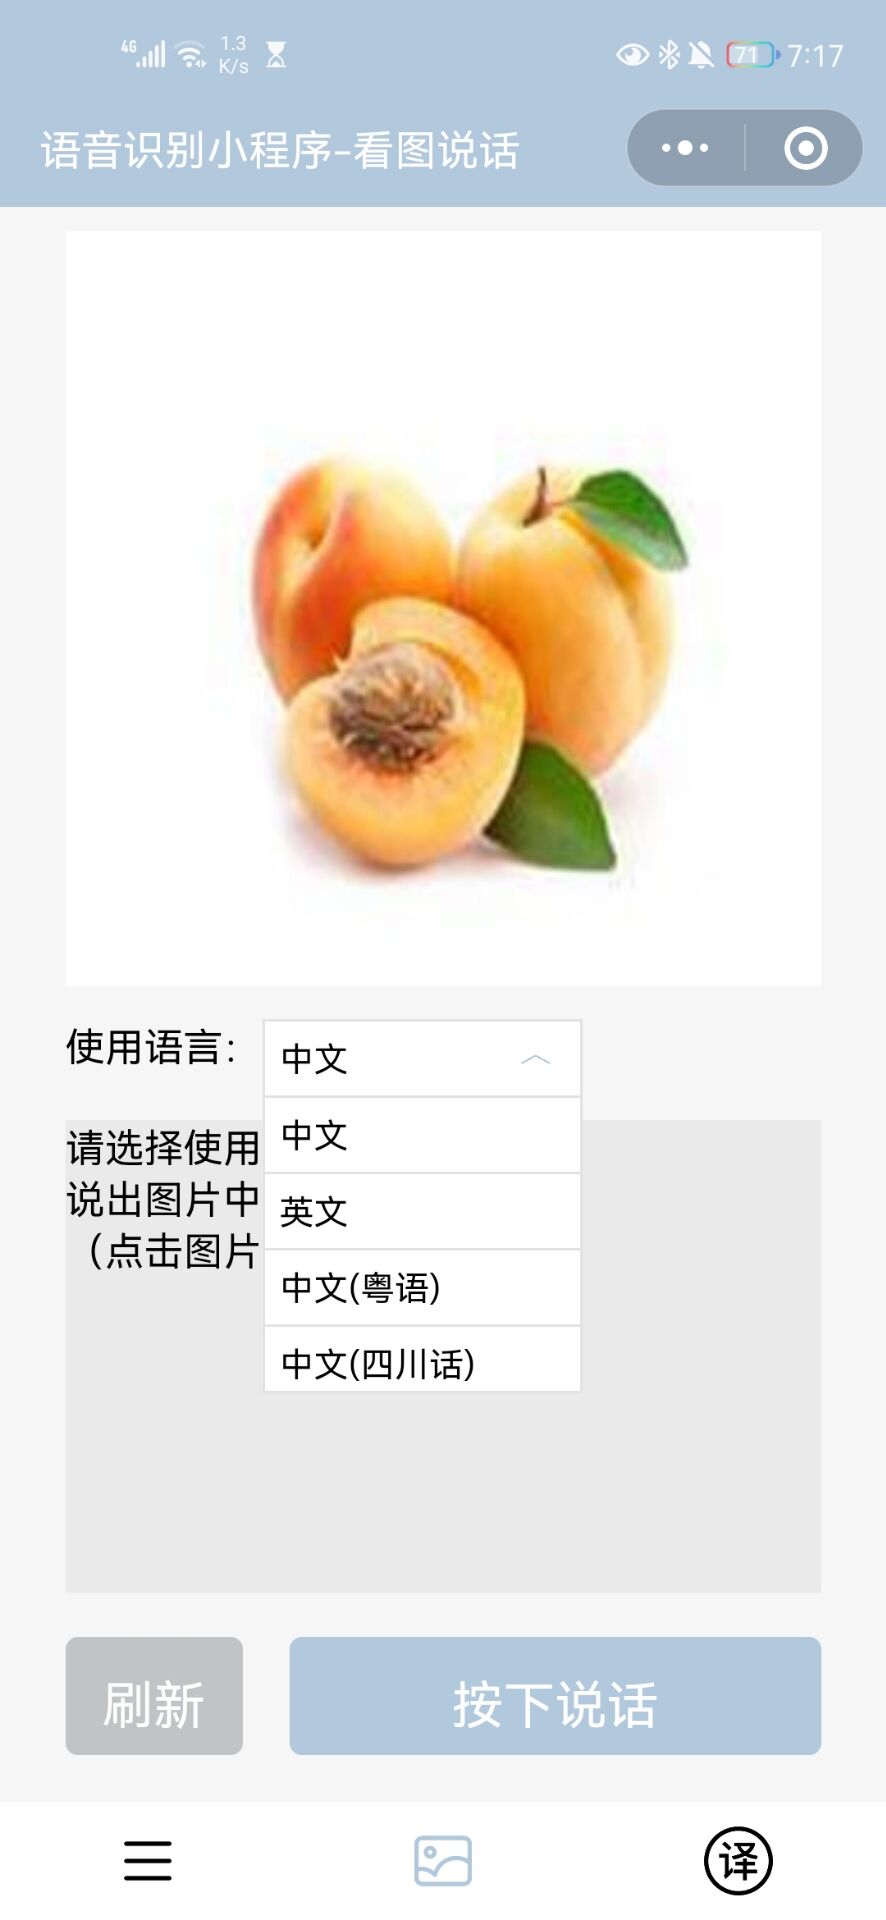 4G 1.3 K/s 71 7:17
语音识别小程序-看图说话
使用语言： 中文
中文
英文
中文(粤语)
中文(四川话)
请选择使用
说出图片中
（点击图片
刷新 按下说话
译